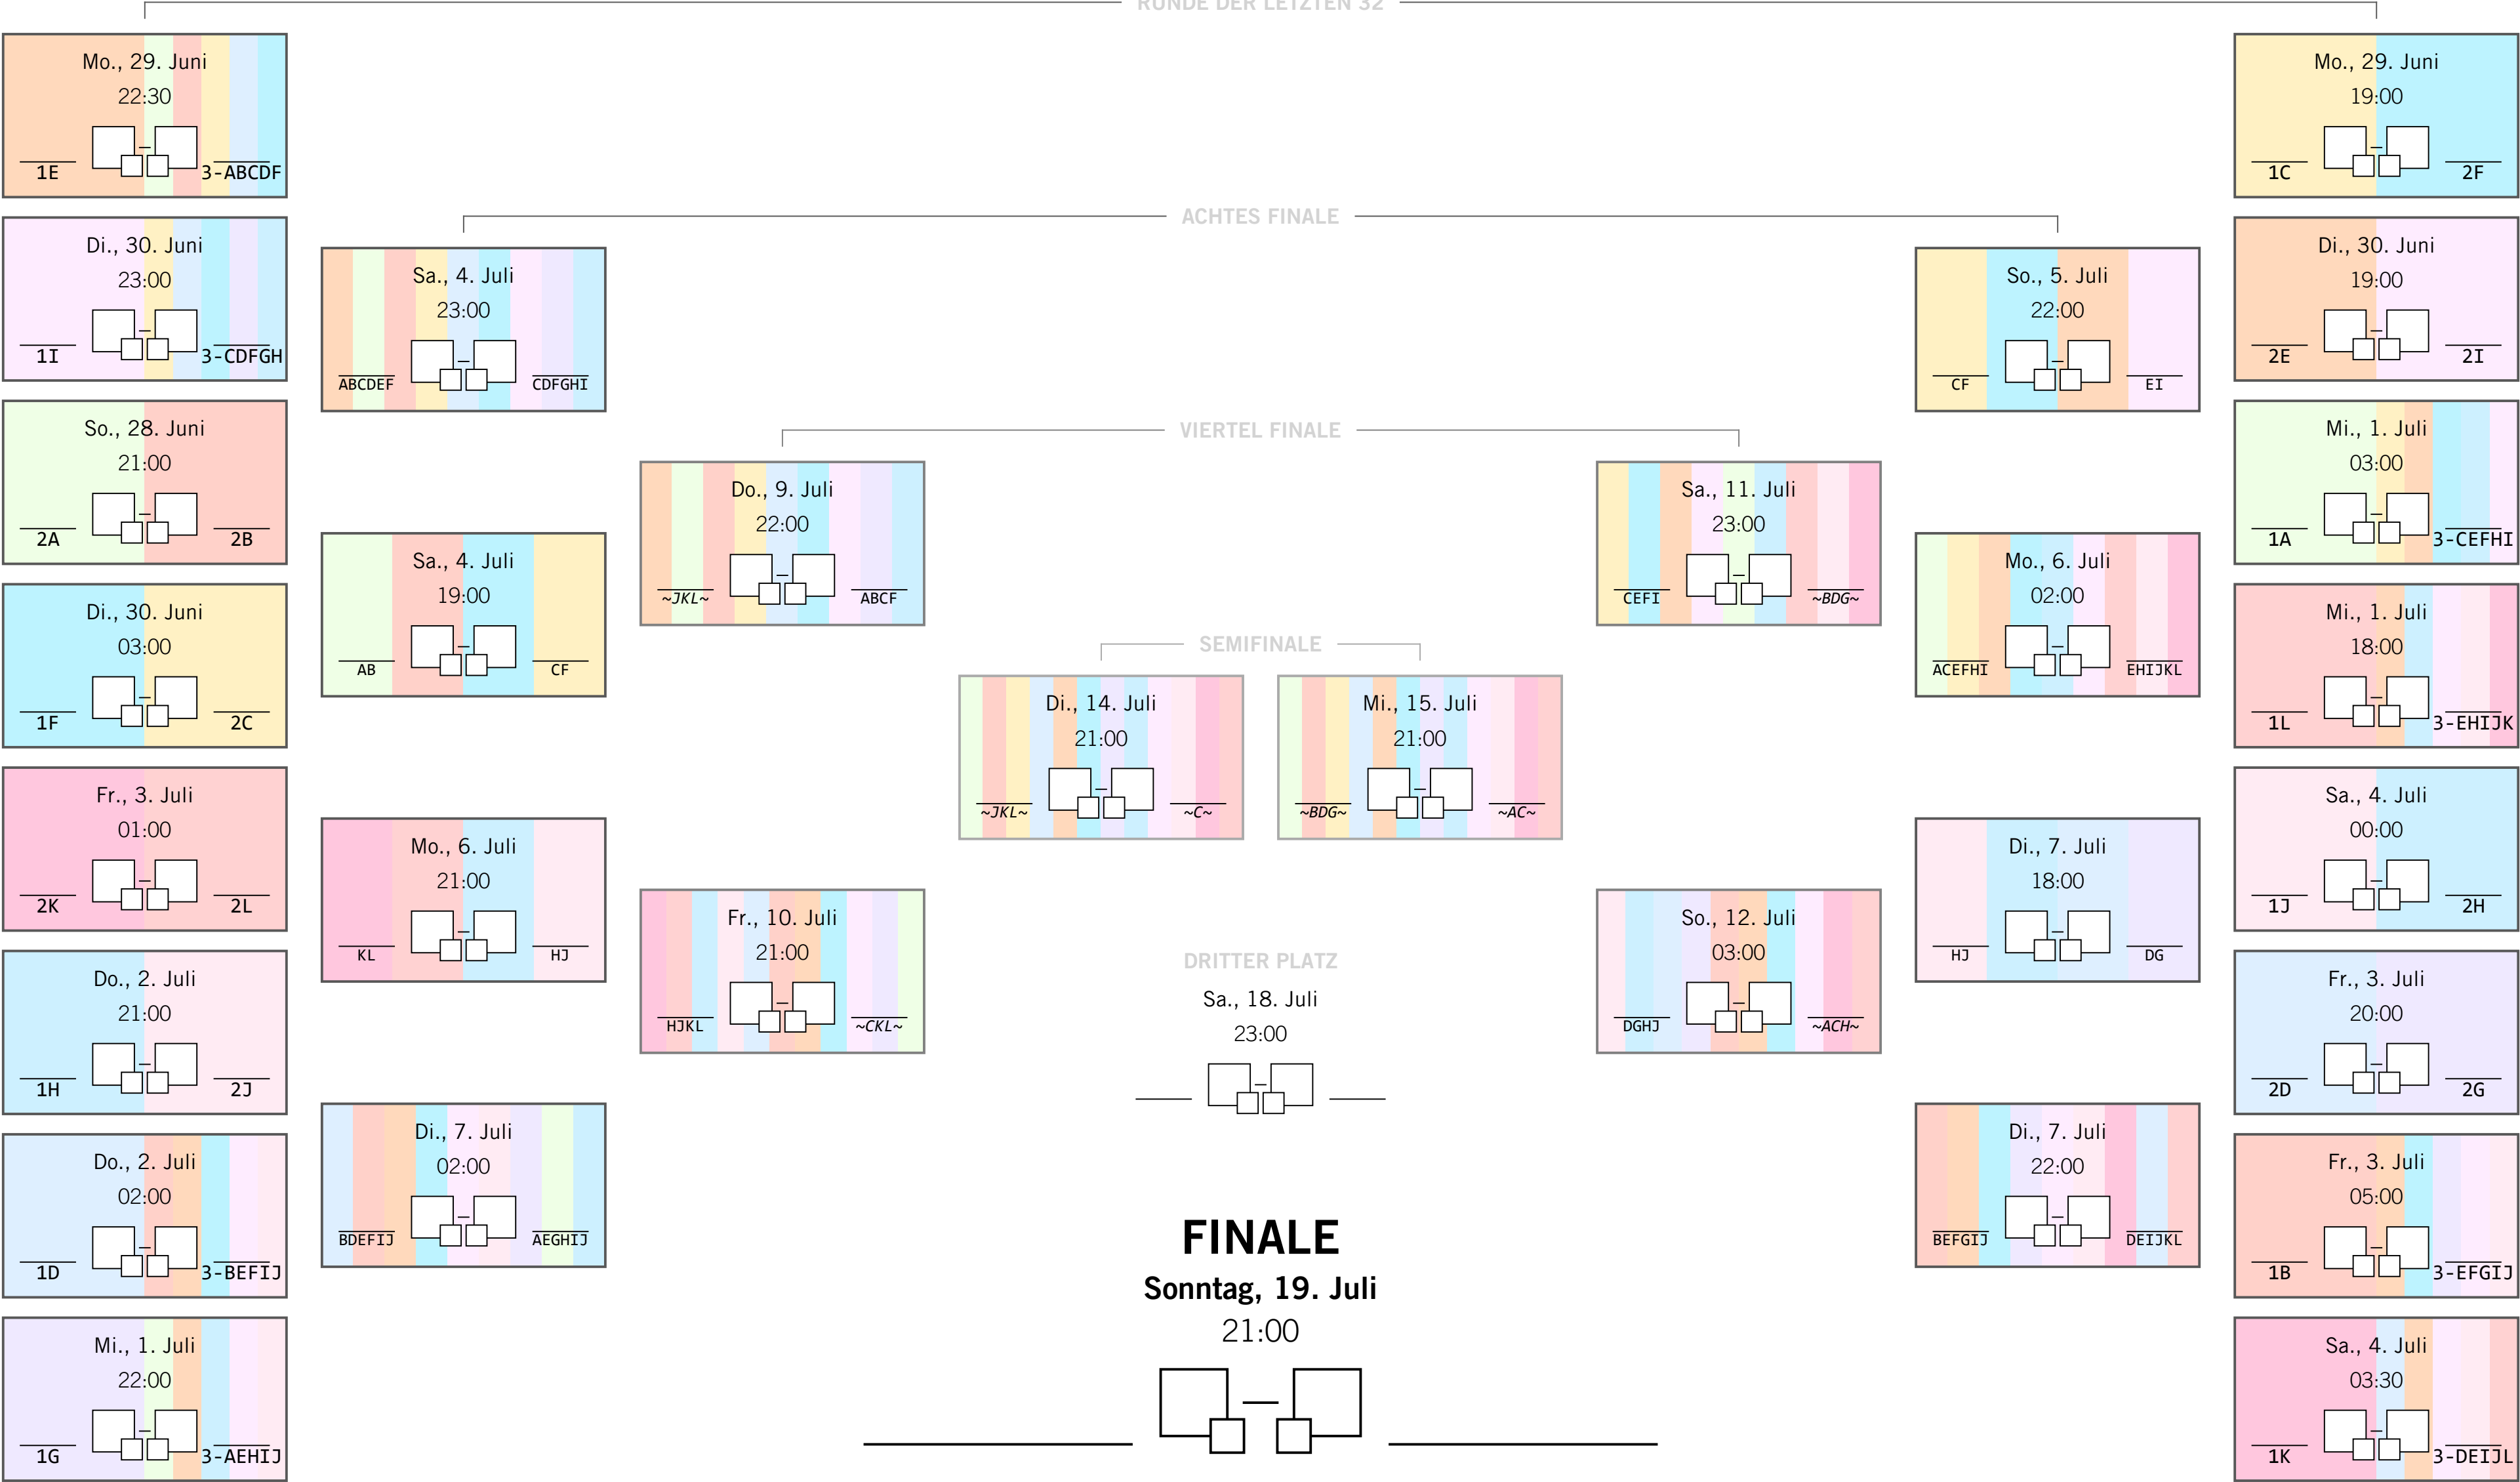 RUNDE DER LETZTEN 32
Mo., 29. Juni
22:30
–
1E 3-ABCDF
Di., 30. Juni
23:00
–
1I 3-CDFGH
So., 28. Juni
21:00
–
2A 2B
Di., 30. Juni
03:00
–
1F 2C
Fr., 3. Juli
01:00
–
2K 2L
Do., 2. Juli
21:00
–
1H 2J
Do., 2. Juli
02:00
–
1D 3-BEFIJ
Mi., 1. Juli
22:00
–
1G 3-AEHIJ
Mo., 29. Juni
19:00
–
1C 2F
Di., 30. Juni
19:00
–
2E 2I
Mi., 1. Juli
03:00
–
1A 3-CEFHI
Mi., 1. Juli
18:00
–
1L 3-EHIJK
Sa., 4. Juli
00:00
–
1J 2H
Fr., 3. Juli
20:00
–
2D 2G
Fr., 3. Juli
05:00
–
1B 3-EFGIJ
Sa., 4. Juli
03:30
–
1K 3-DEIJL
ACHTES FINALE
Sa., 4. Juli
23:00
–
ABCDEF CDFGHI
Sa., 4. Juli
19:00
–
AB CF
Mo., 6. Juli
21:00
–
KL HJ
Di., 7. Juli
02:00
–
BDEFIJ AEGHIJ
So., 5. Juli
22:00
–
CF EI
Mo., 6. Juli
02:00
–
ACEFHI EHIJKL
Di., 7. Juli
18:00
–
HJ DG
Di., 7. Juli
22:00
–
BEFGIJ DEIJKL
VIERTEL FINALE
Do., 9. Juli
22:00
–
~JKL~ ABCF
Fr., 10. Juli
21:00
–
HJKL ~CKL~
Sa., 11. Juli
23:00
–
CEFI ~BDG~
So., 12. Juli
03:00
–
DGHJ ~ACH~
SEMIFINALE
Di., 14. Juli
21:00
–
~JKL~ ~C~
Mi., 15. Juli
21:00
–
~BDG~ ~AC~
DRITTER PLATZ
Sa., 18. Juli
23:00
–
FINALE
Sonntag, 19. Juli
21:00
–